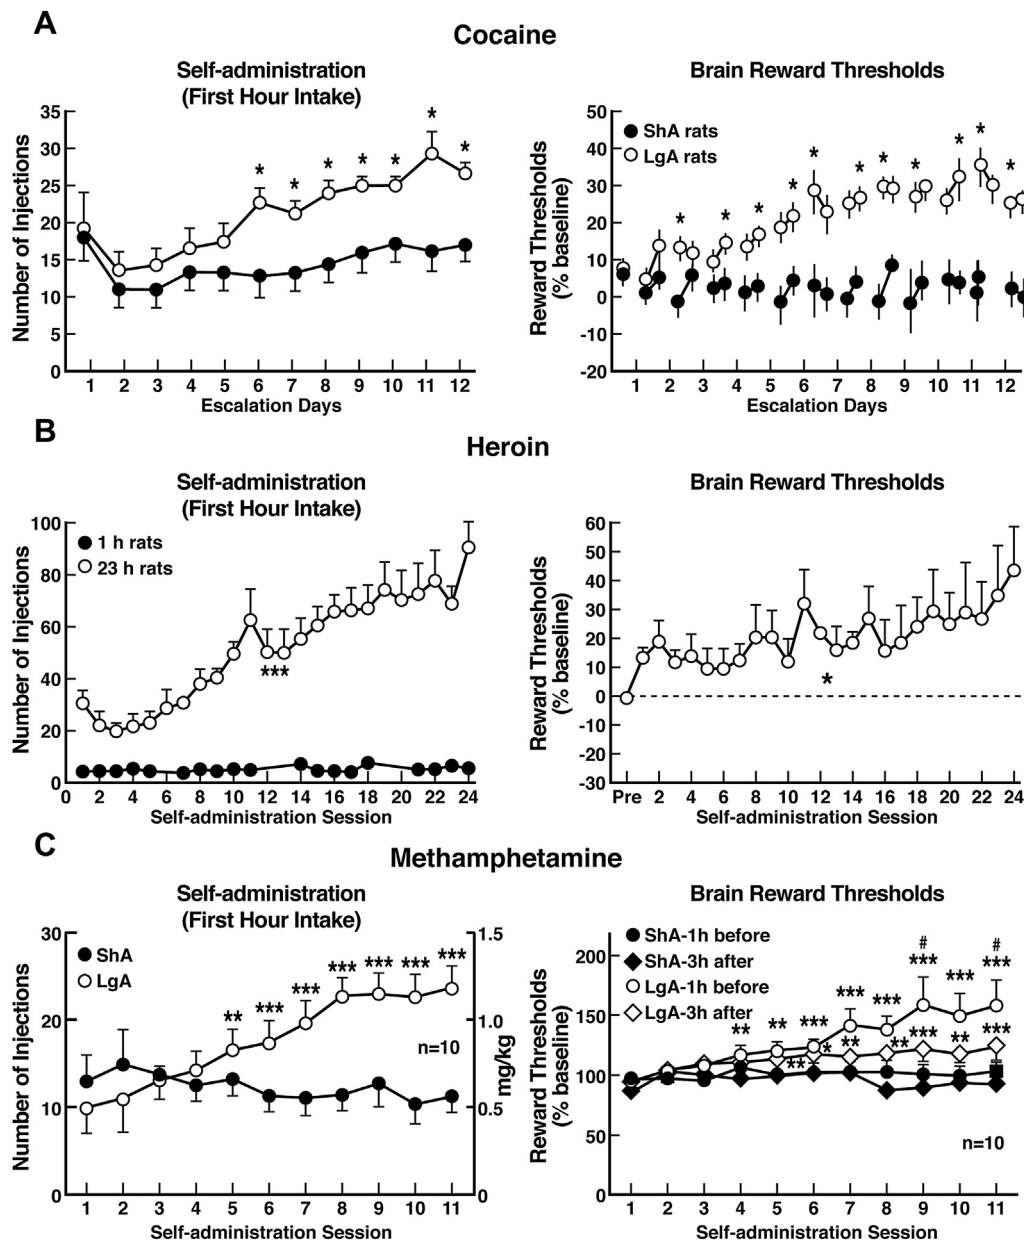 A
Cocaine
Self-administration
(First Hour Intake)
Number of Injections
35
30
25
20
15
10
5
0
* * * * * * *
1 2 3 4 5 6 7 8 9 10 11 12
Escalation Days
Brain Reward Thresholds
Reward Thresholds
(% baseline)
50
40
30
20
10
0
-10
-20
ShA rats
LgA rats
* * * * * * * * * * *
1 2 3 4 5 6 7 8 9 10 11 12
Escalation Days
B
Heroin
Self-administration
(First Hour Intake)
Number of Injections
100
80
60
40
20
0
1 h rats
23 h rats
***
0 2 4 6 8 10 12 14 16 18 20 22 24
Self-administration Session
Brain Reward Thresholds
Reward Thresholds
(% baseline)
60
50
40
30
20
10
0
-10
-20
-30
*
Pre 2 4 6 8 10 12 14 16 18 20 22 24
Self-administration Session
C
Methamphetamine
Self-administration
(First Hour Intake)
Number of Injections
30
20
10
0
ShA
LgA
** *** *** *** *** *** ***
n=10
1.5
1.0
0.5
0
mg/kg
1 2 3 4 5 6 7 8 9 10 11
Self-administration Session
Brain Reward Thresholds
Reward Thresholds
(% baseline)
200
150
100
50
0
ShA-1h before
ShA-3h after
LgA-1h before
LgA-3h after
# #
** ** *** *** *** *** *** ***
** * ** ** *** ** ***
n=10
1 2 3 4 5 6 7 8 9 10 11
Self-administration Session